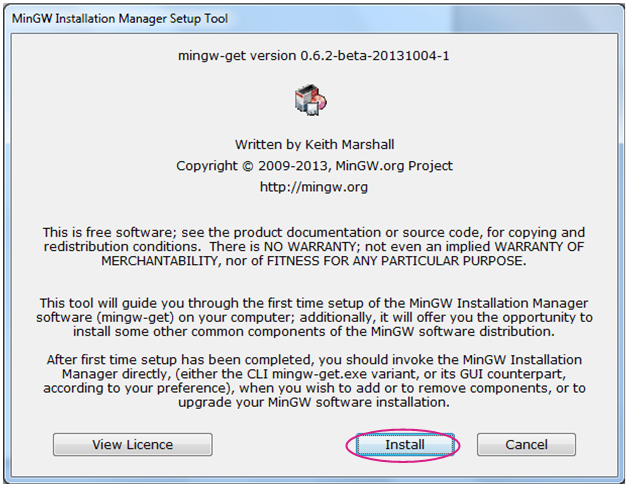 MinGW Installation Manager Setup Tool
mingw-get version 0.6.2-beta-20131004-1
Written by Keith Marshall
Copyright © 2009-2013, MinGW.org Project
http://mingw.org
This is free software; see the product documentation or source code, for copying and
redistribution conditions.  There is NO WARRANTY; not even an implied WARRANTY OF
MERCHANTABILITY, nor of FITNESS FOR ANY PARTICULAR PURPOSE.
This tool will guide you through the first time setup of the MinGW Installation Manager
software (mingw-get) on your computer; additionally, it will offer you the opportunity to
install some other common components of the MinGW software distribution.
After first time setup has been completed, you should invoke the MinGW Installation
Manager directly, (either the CLI mingw-get.exe variant, or its GUI counterpart,
according to your preference), when you wish to add or to remove components, or to
upgrade your MinGW software installation.
View Licence
Install
Cancel